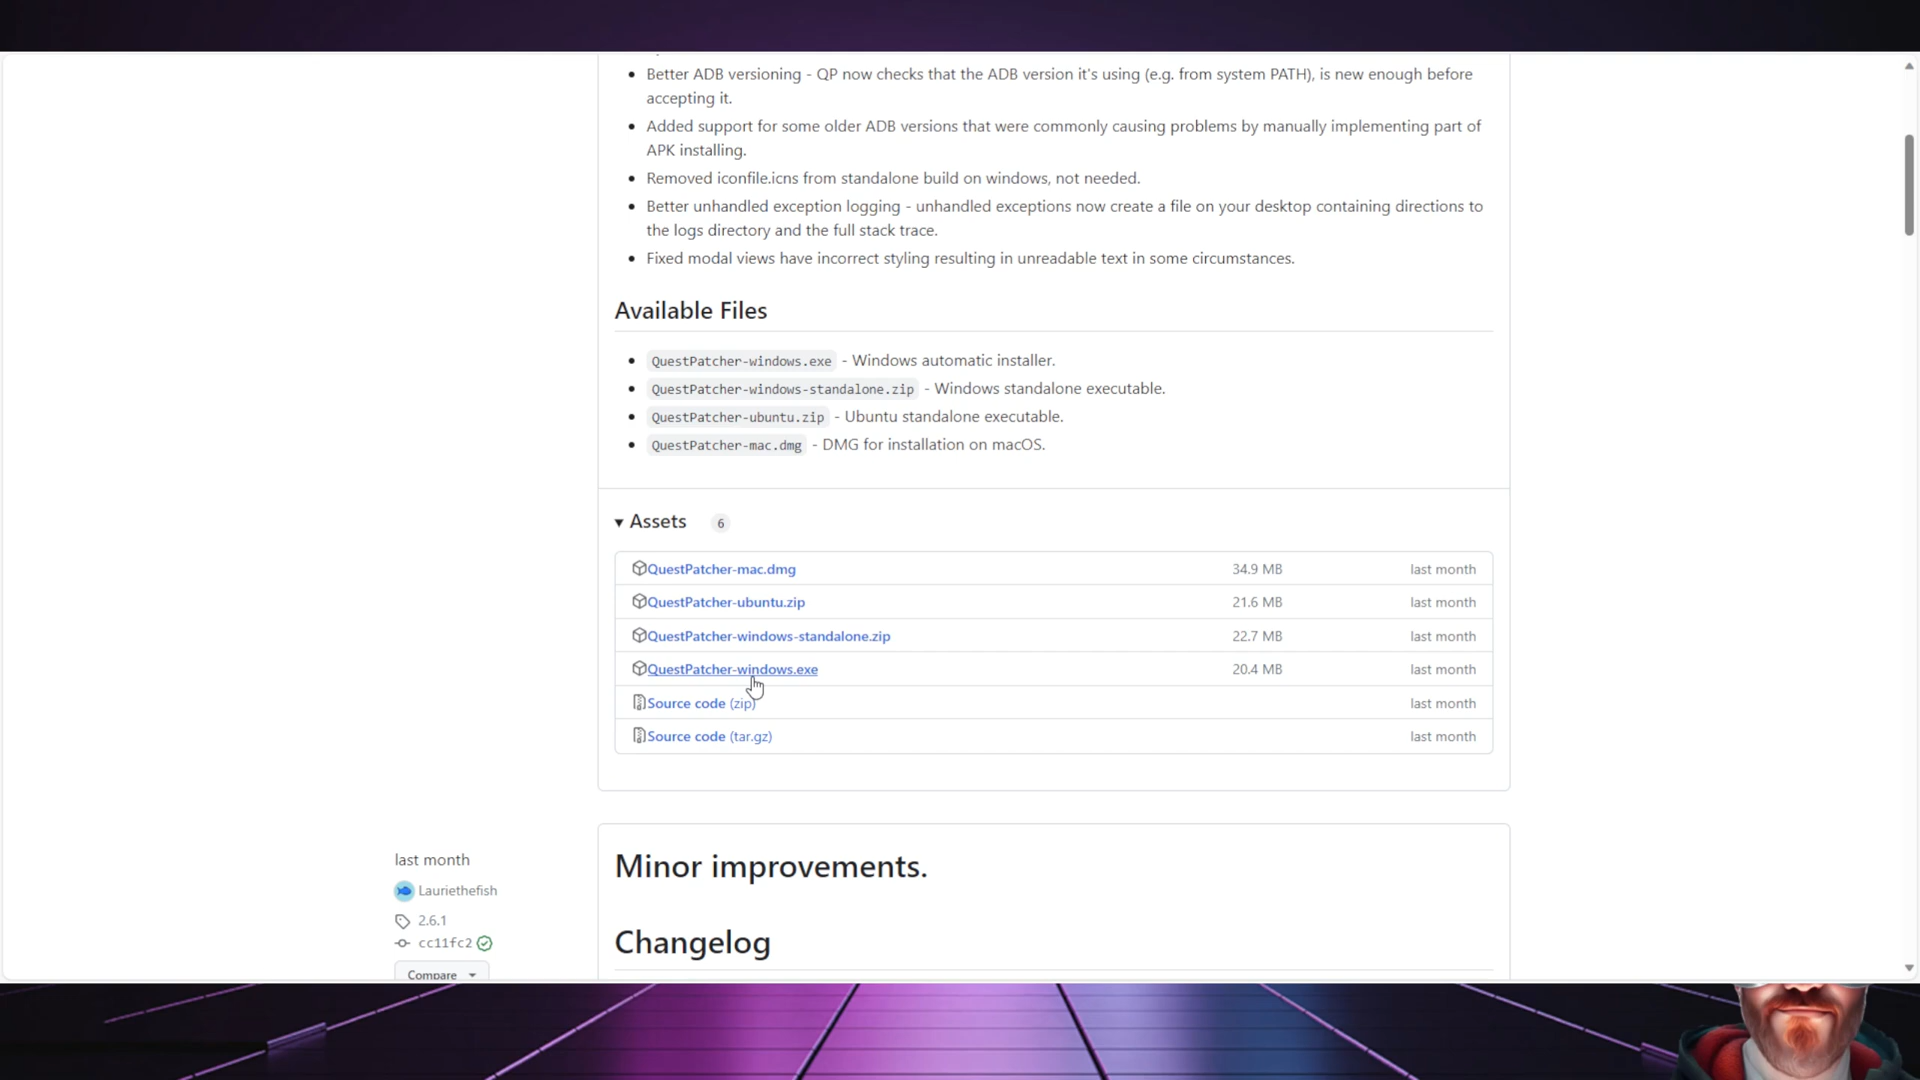 Better ADB versioning - QP now checks that the ADB version it's using (e.g. from system PATH), is new enough before
accepting it.
Added support for some older ADB versions that were commonly causing problems by manually implementing part of
APK installing.
Removed iconfile.icns from standalone build on windows, not needed.
Better unhandled exception logging - unhandled exceptions now create a file on your desktop containing directions to
the logs directory and the full stack trace.
Fixed modal views have incorrect styling resulting in unreadable text in some circumstances.
Available Files
QuestPatcher-windows.exe - Windows automatic installer.
QuestPatcher-windows-standalone.zip - Windows standalone executable.
QuestPatcher-ubuntu.zip - Ubuntu standalone executable.
QuestPatcher-mac.dmg - DMG for installation on macOS.
Assets 6
QuestPatcher-mac.dmg 34.9 MB last month
QuestPatcher-ubuntu.zip 21.6 MB last month
QuestPatcher-windows-standalone.zip 22.7 MB last month
QuestPatcher-windows.exe 20.4 MB last month
Source code (zip) last month
Source code (tar.gz) last month
last month
Lauriethefish
2.6.1
cc11fc2
Compare
Minor improvements.
Changelog